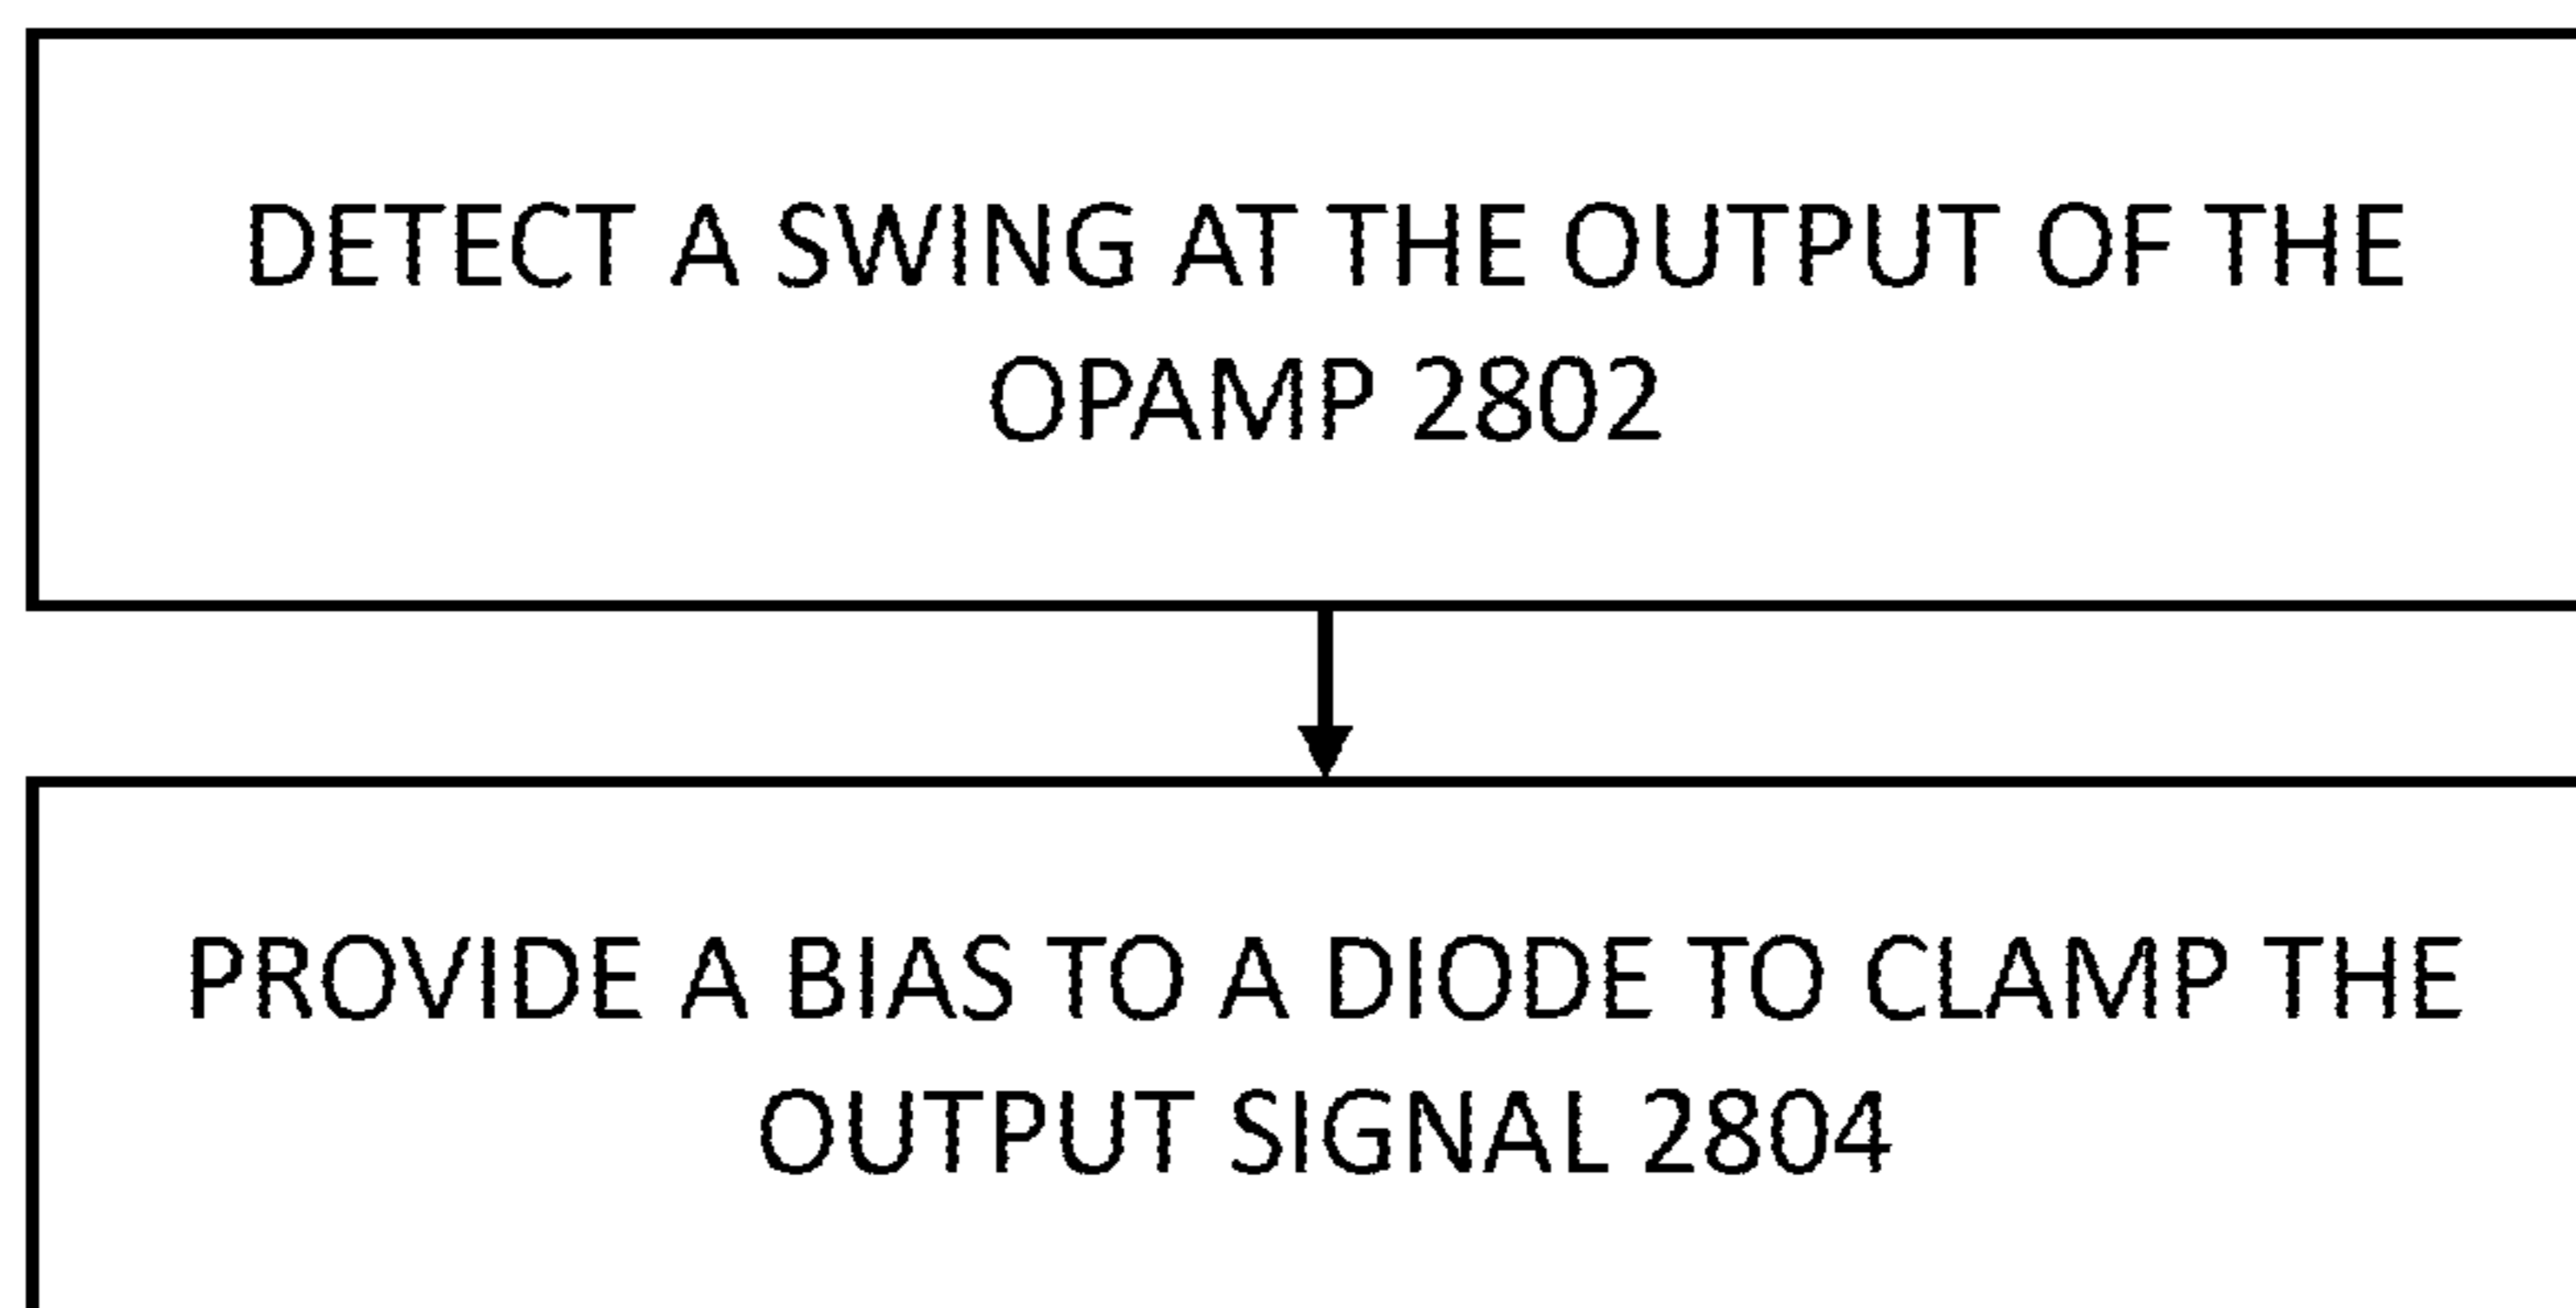 DETECT A SWING AT THE OUTPUT OF THE
OPAMP 2802
PROVIDE A BIAS TO A DIODE TO CLAMP THE
OUTPUT SIGNAL 2804